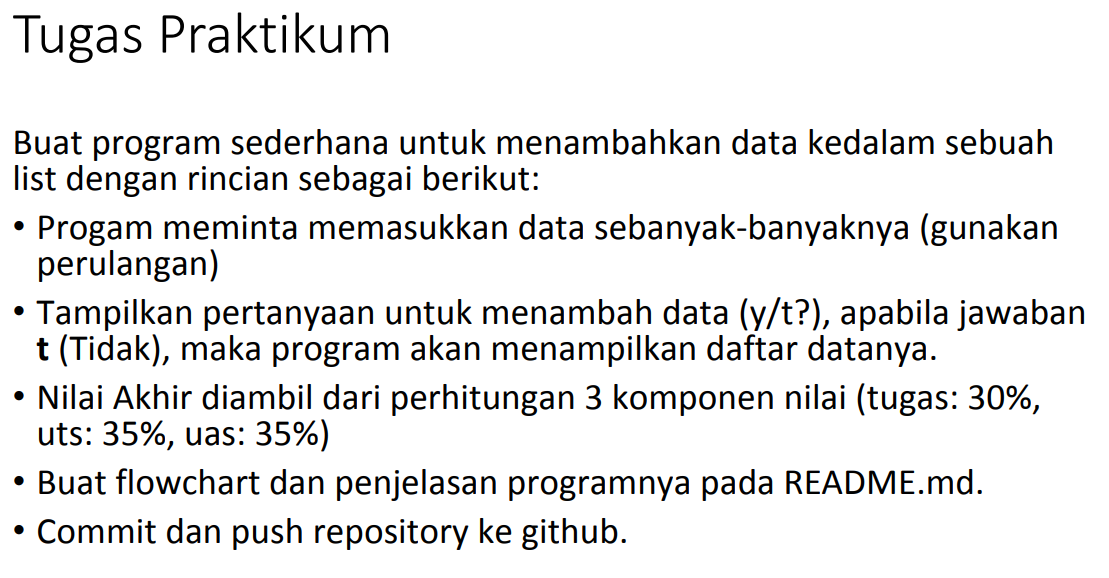 Tugas Praktikum
Buat program sederhana untuk menambahkan data kedalam sebuah
list dengan rincian sebagai berikut:
• Progam meminta memasukkan data sebanyak-banyaknya (gunakan
perulangan)
• Tampilkan pertanyaan untuk menambah data (y/t?), apabila jawaban
t (Tidak), maka program akan menampilkan daftar datanya.
• Nilai Akhir diambil dari perhitungan 3 komponen nilai (tugas: 30%,
uts: 35%, uas: 35%)
• Buat flowchart dan penjelasan programnya pada README.md.
• Commit dan push repository ke github.